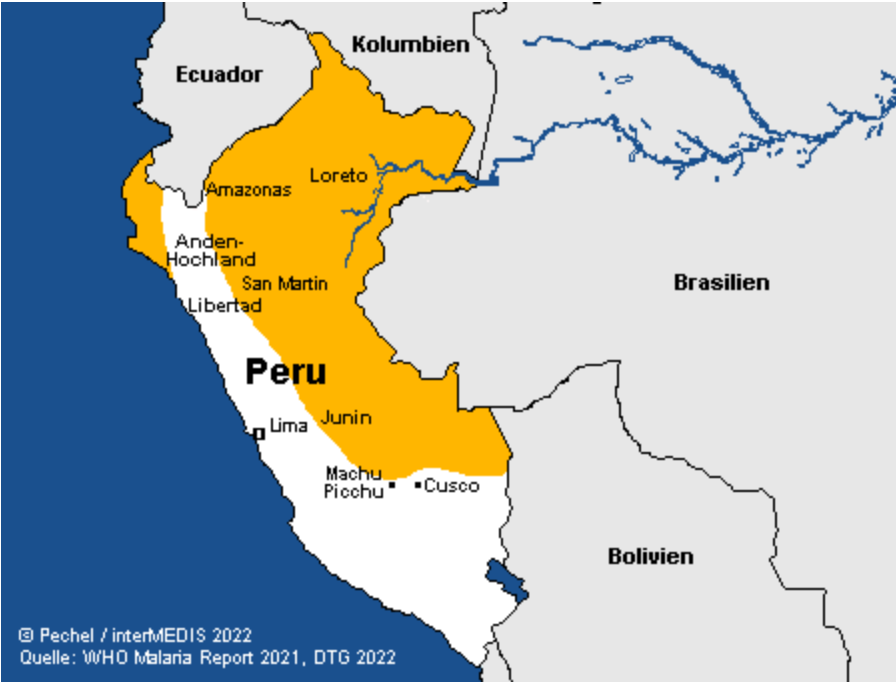 Kolumbien
Ecuador
Loreto
Amazonas
Anden-
Hochland
San Martin
Brasilien
Libertad
Peru
Lima
Junin
Machu
Picchu
Cusco
Bolivien
© Pechel / interMEDIS 2022
Quelle: WHO Malaria Report 2021, DTG 2022